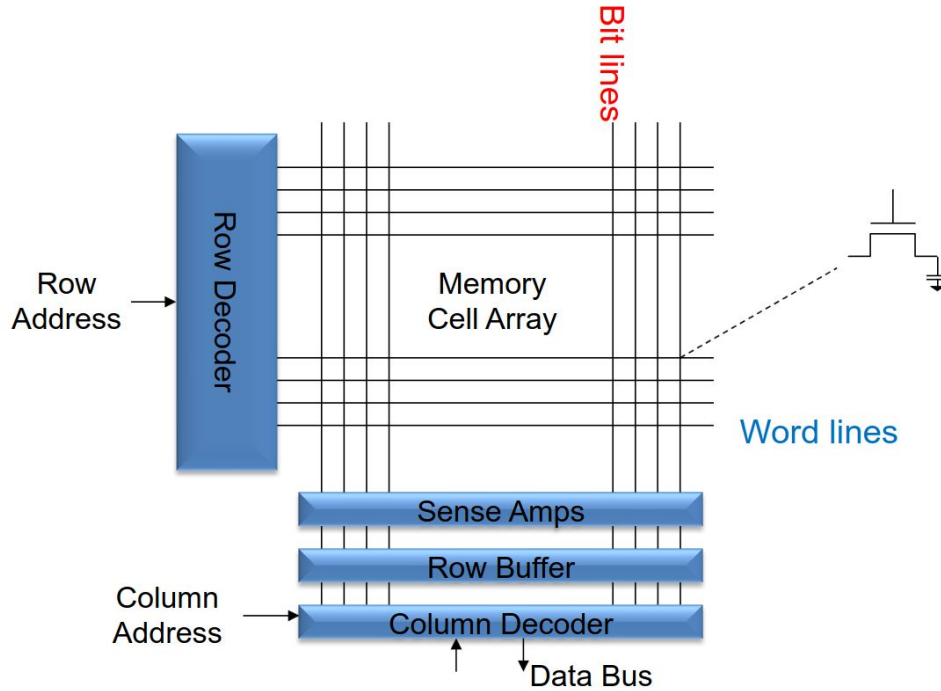 Bit lines
Row Decoder
Row
Address
Memory
Cell Array
Word lines
Sense Amps
Row Buffer
Column
Address
Column Decoder
Data Bus